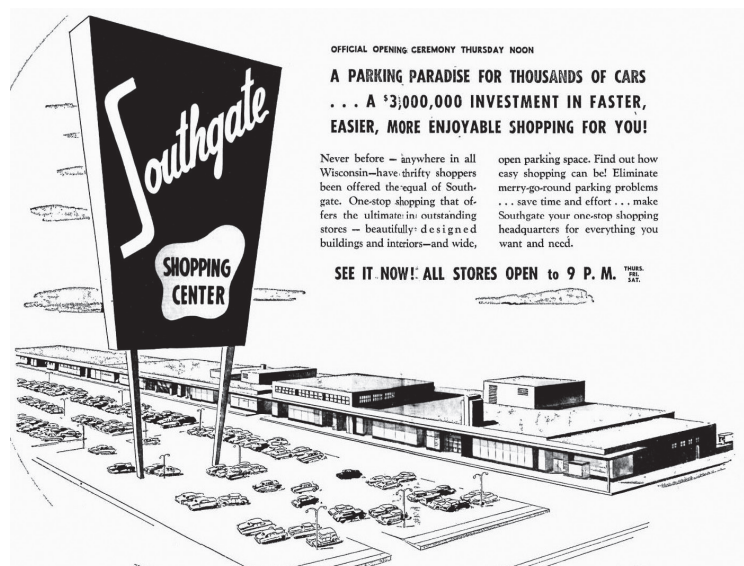 Southgate
SHOPPING
CENTER
OFFICIAL OPENING CEREMONY THURSDAY NOON
A PARKING PARADISE FOR THOUSANDS OF CARS
. . . A $3,000,000 INVESTMENT IN FASTER,
EASIER, MORE ENJOYABLE SHOPPING FOR YOU!
Never before — anywhere in all
Wisconsin—have thrifty shoppers
been offered the equal of South-
gate. One-stop shopping that of-
fers the ultimate in outstanding
stores — beautifully designed
buildings and interiors—and wide,
open parking space. Find out how
easy shopping can be! Eliminate
merry-go-round parking problems
. . . save time and effort . . . make
Southgate your one-stop shopping
headquarters for everything you
want and need.
SEE IT NOW! ALL STORES OPEN to 9 P. M. THURS. FRI. SAT.